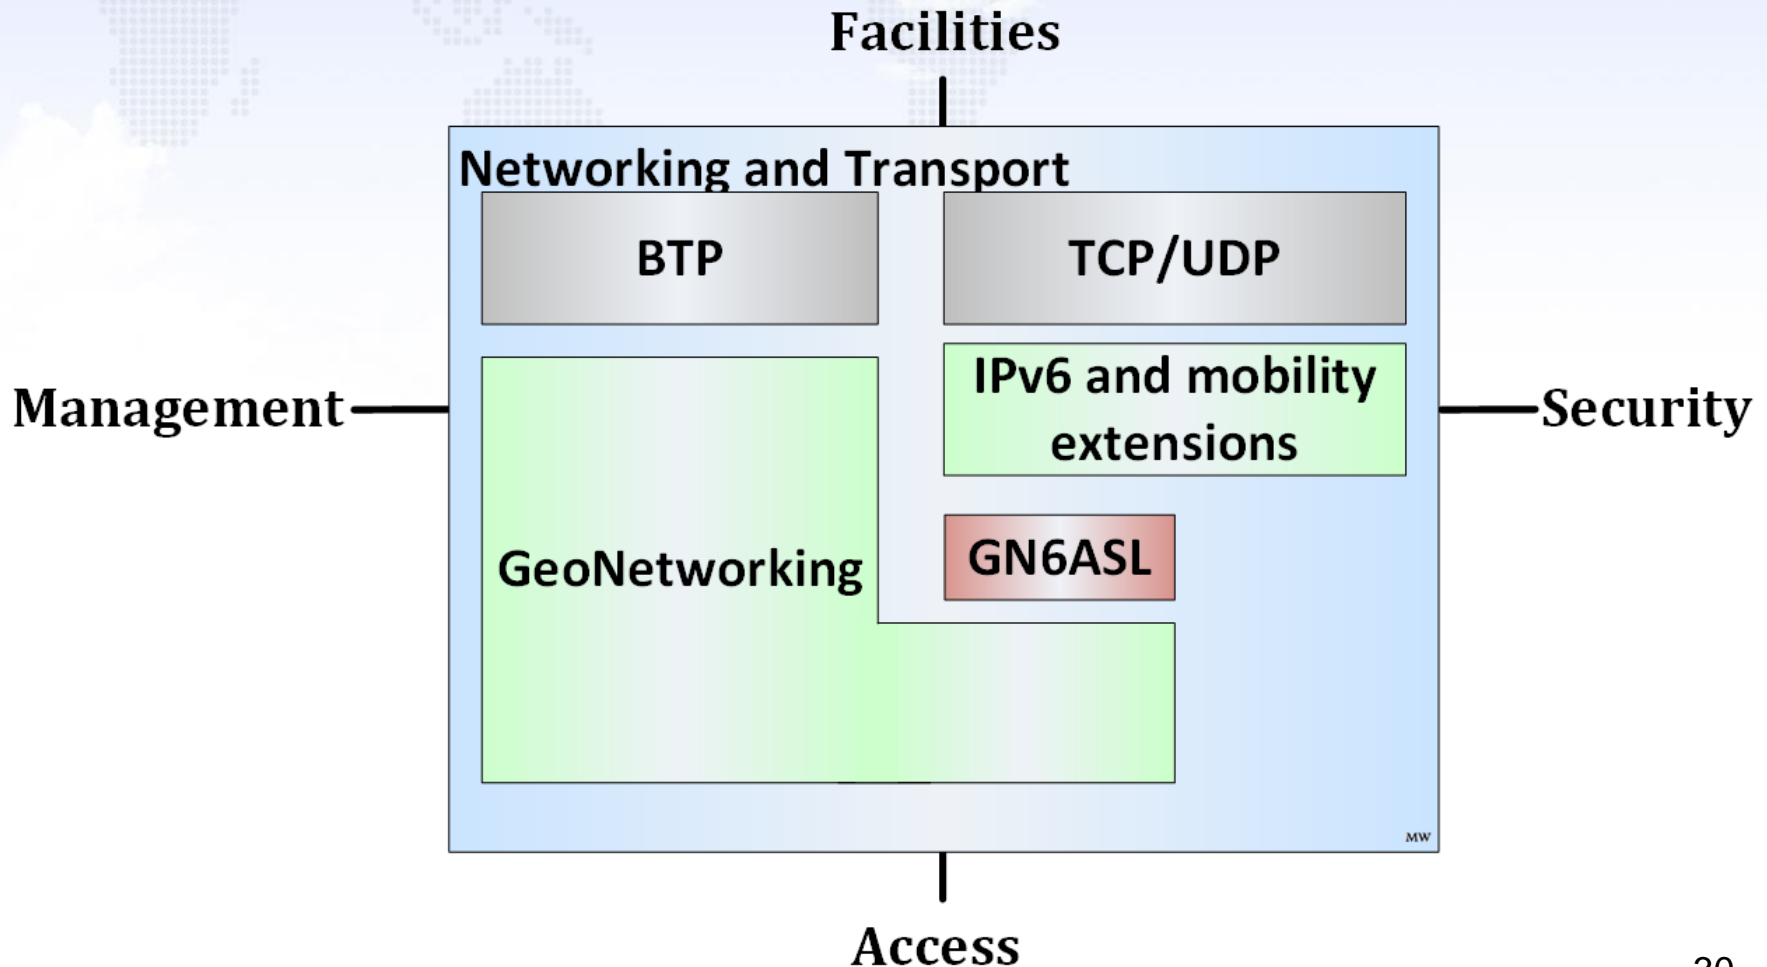 Facilities
Networking and Transport
BTP
TCP/UDP
IPv6 and mobility
extensions
Management
Security
GN6ASL
GeoNetworking
MW
Access